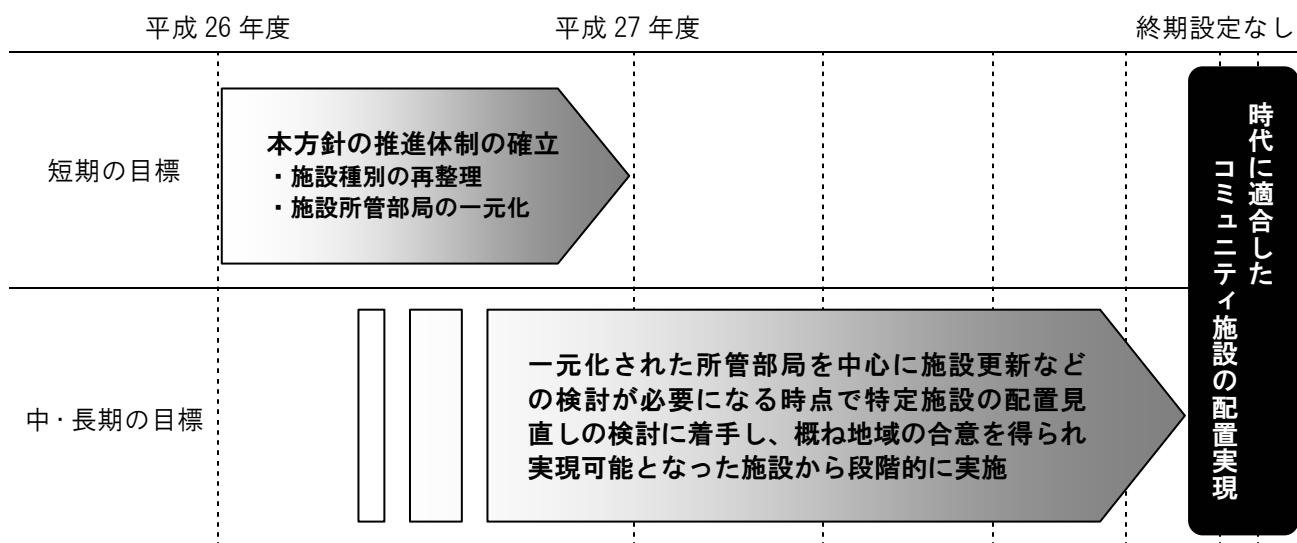 平成 26 年度
平成 27 年度
終期設定なし
短期の目標
本方針の推進体制の確立
・施設種別の再整理
・施設所管部局の一元化
中・長期の目標
一元化された所管部局を中心に施設更新など
の検討が必要になる時点で特定施設の配置見
直しの検討に着手し、概ね地域の合意を得られ
実現可能となった施設から段階的に実施
時代に適合した
コミュニティ施設の配置実現